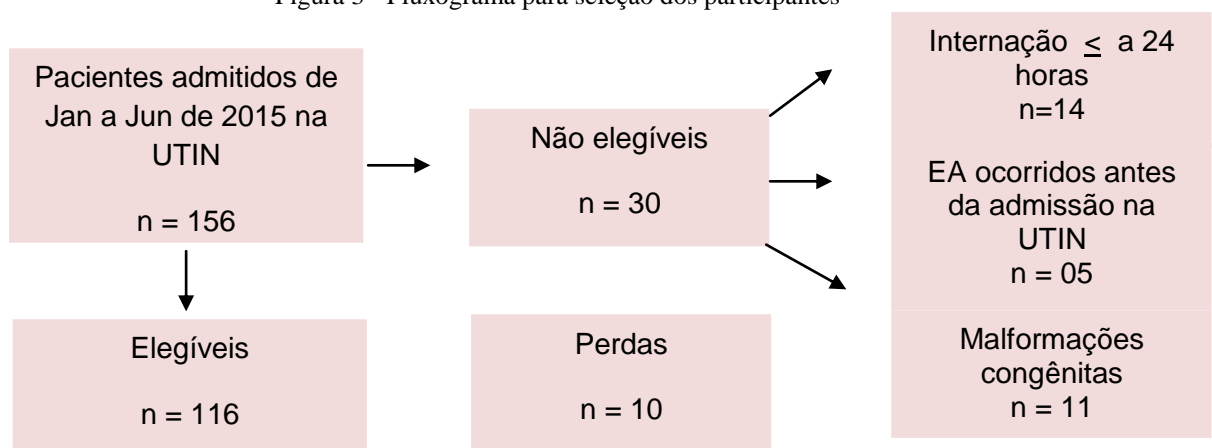 Figura 3 - Fluxograma para seleção dos participantes
Pacientes admitidos de
Jan a Jun de 2015 na
UTIN
n = 156
Não elegíveis
n = 30
Internação ≤ a 24
horas
n=14
EA ocorridos antes
da admissão na
UTIN
n = 05
Malformações
congênitas
n = 11
Elegíveis
n = 116
Perdas
n = 10